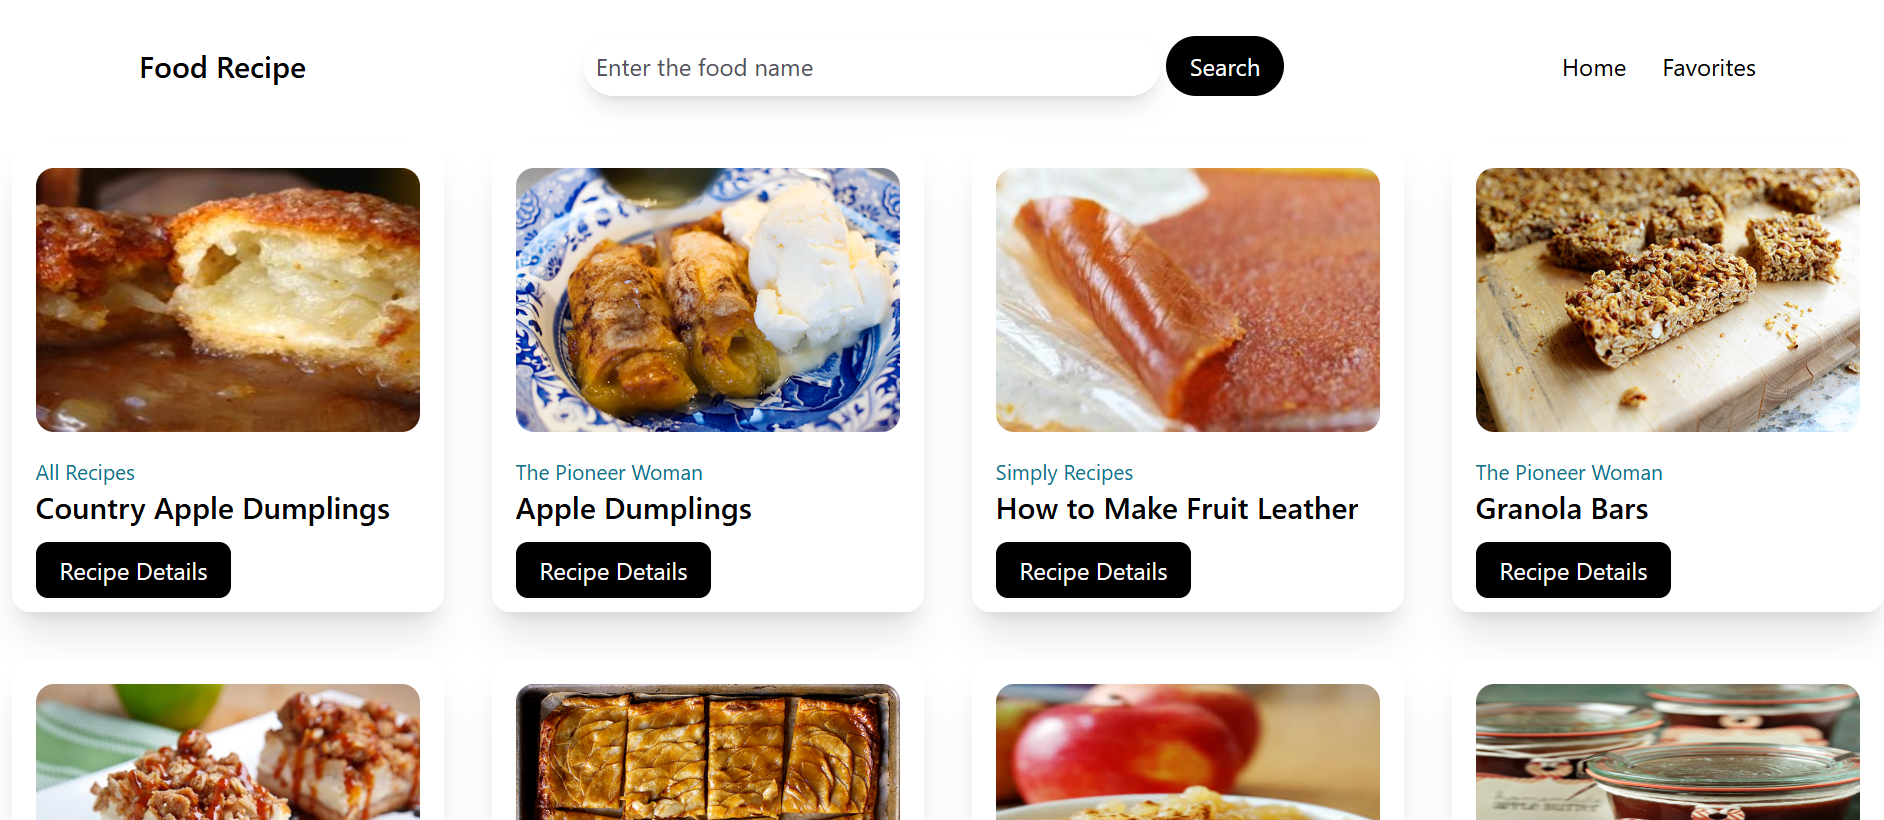 Food Recipe
Enter the food name
Search
Home
Favorites
All Recipes
Country Apple Dumplings
Recipe Details
The Pioneer Woman
Apple Dumplings
Recipe Details
Simply Recipes
How to Make Fruit Leather
Recipe Details
The Pioneer Woman
Granola Bars
Recipe Details
APPLE BUTTER